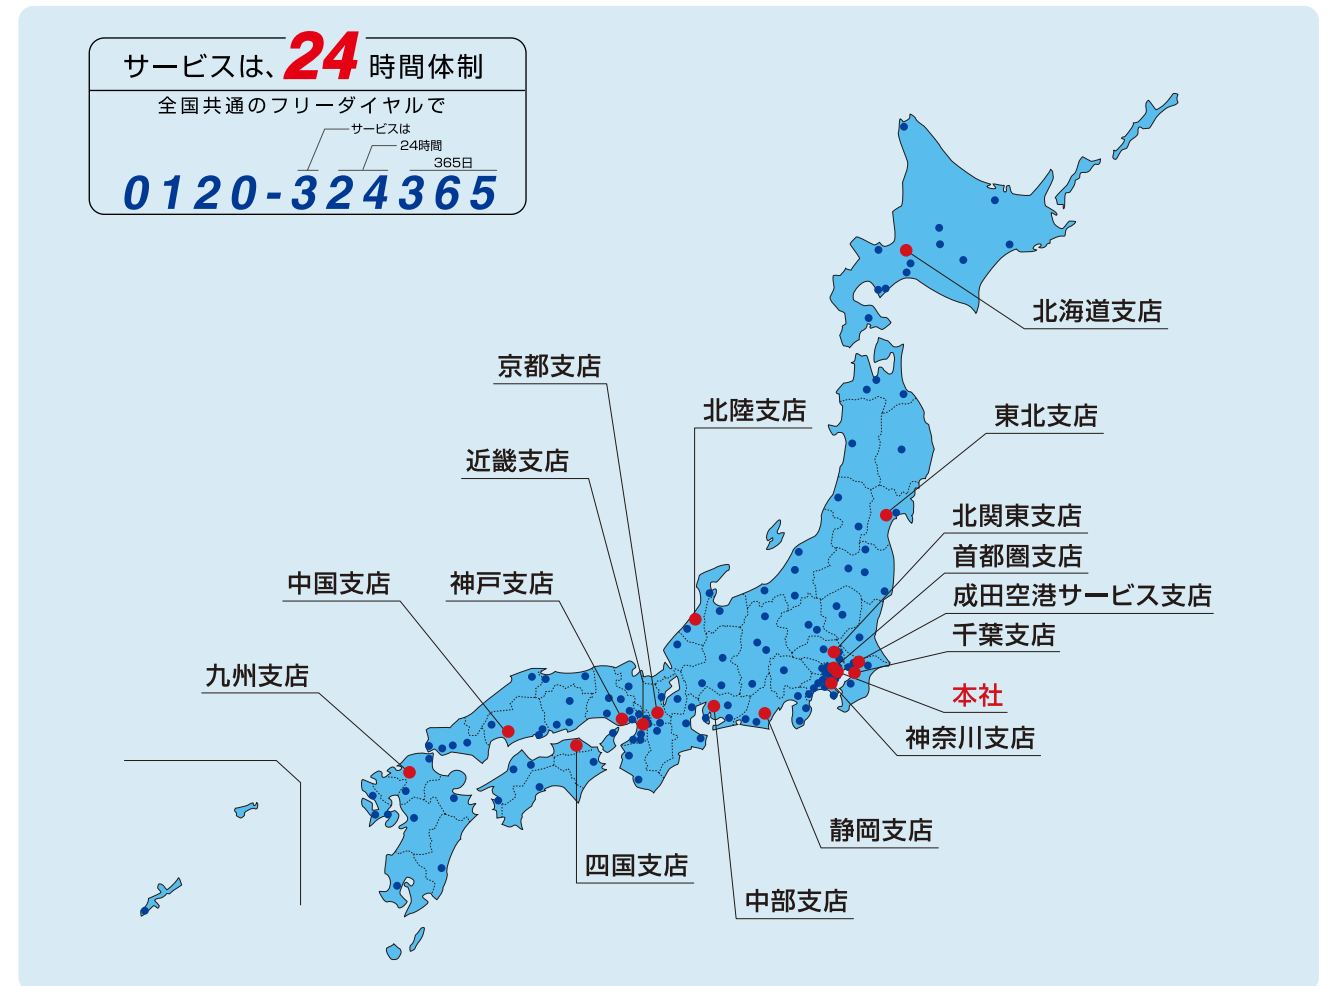 サービスは、24時間体制
全国共通のフリーダイヤルで
サービスは
24時間
365日
0120-324365
北海道支店
京都支店
北陸支店
東北支店
近畿支店
北関東支店
首都圏支店
中国支店
神戸支店
成田空港サービス支店
千葉支店
九州支店
本社
神奈川支店
静岡支店
四国支店
中部支店